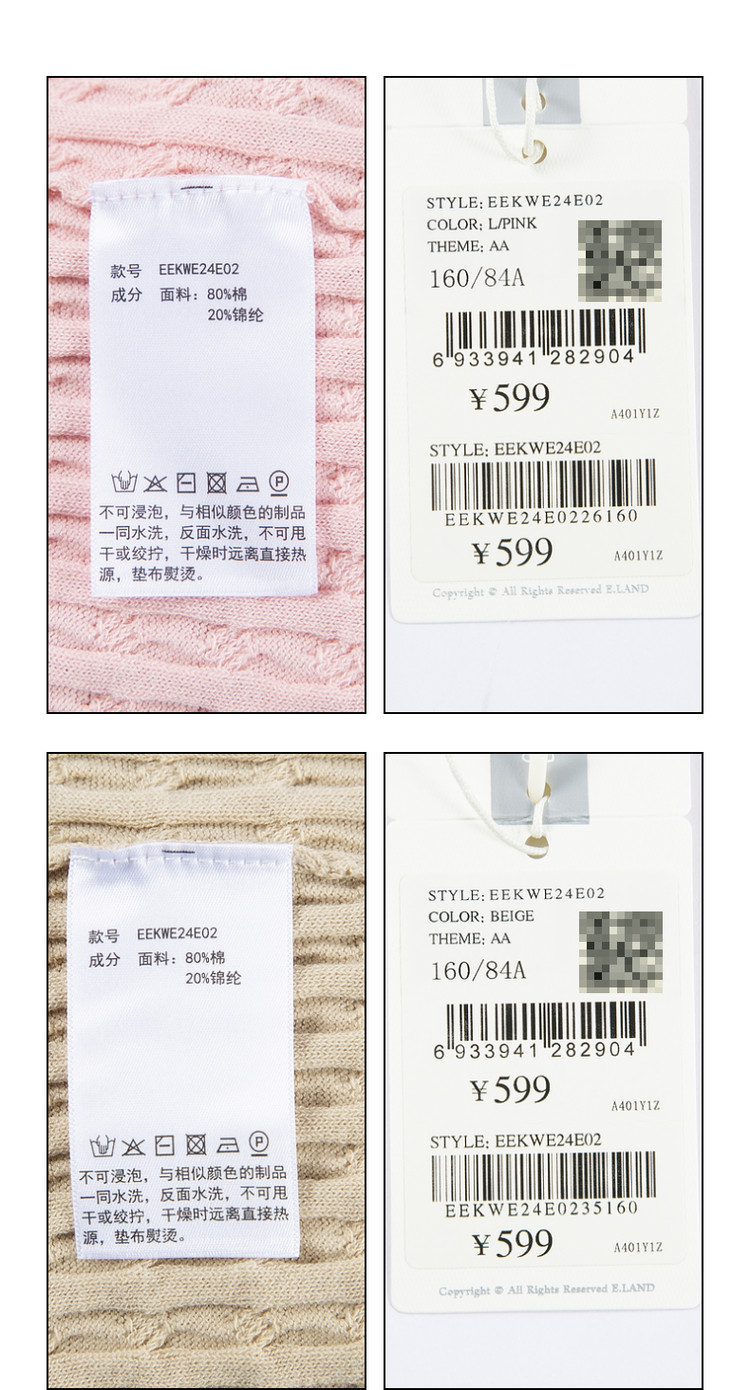 款号 EEKWE24E02
成分 面料：80%棉
20%锦纶
不可浸泡，与相似颜色的制品
一同水洗，反面水洗，不可甩
干或绞拧，干燥时远离直接热
源，垫布熨烫。
STYLE: EEKWE24E02
COLOR: L/PINK
THEME: AA
160/84A
6 933941 282904
¥599
A401Y1Z
STYLE: EEKWE24E02
EEKWE24E0226160
¥599
A401Y1Z
Copyright © All Rights Reserved E.LAND
款号 EEKWE24E02
成分 面料：80%棉
20%锦纶
不可浸泡，与相似颜色的制品
一同水洗，反面水洗，不可甩
干或绞拧，干燥时远离直接热
源，垫布熨烫。
STYLE: EEKWE24E02
COLOR: BEIGE
THEME: AA
160/84A
6 933941 282904
¥599
A401Y1Z
STYLE: EEKWE24E02
EEKWE24E0235160
¥599
A401Y1Z
Copyright © All Rights Reserved E.LAND